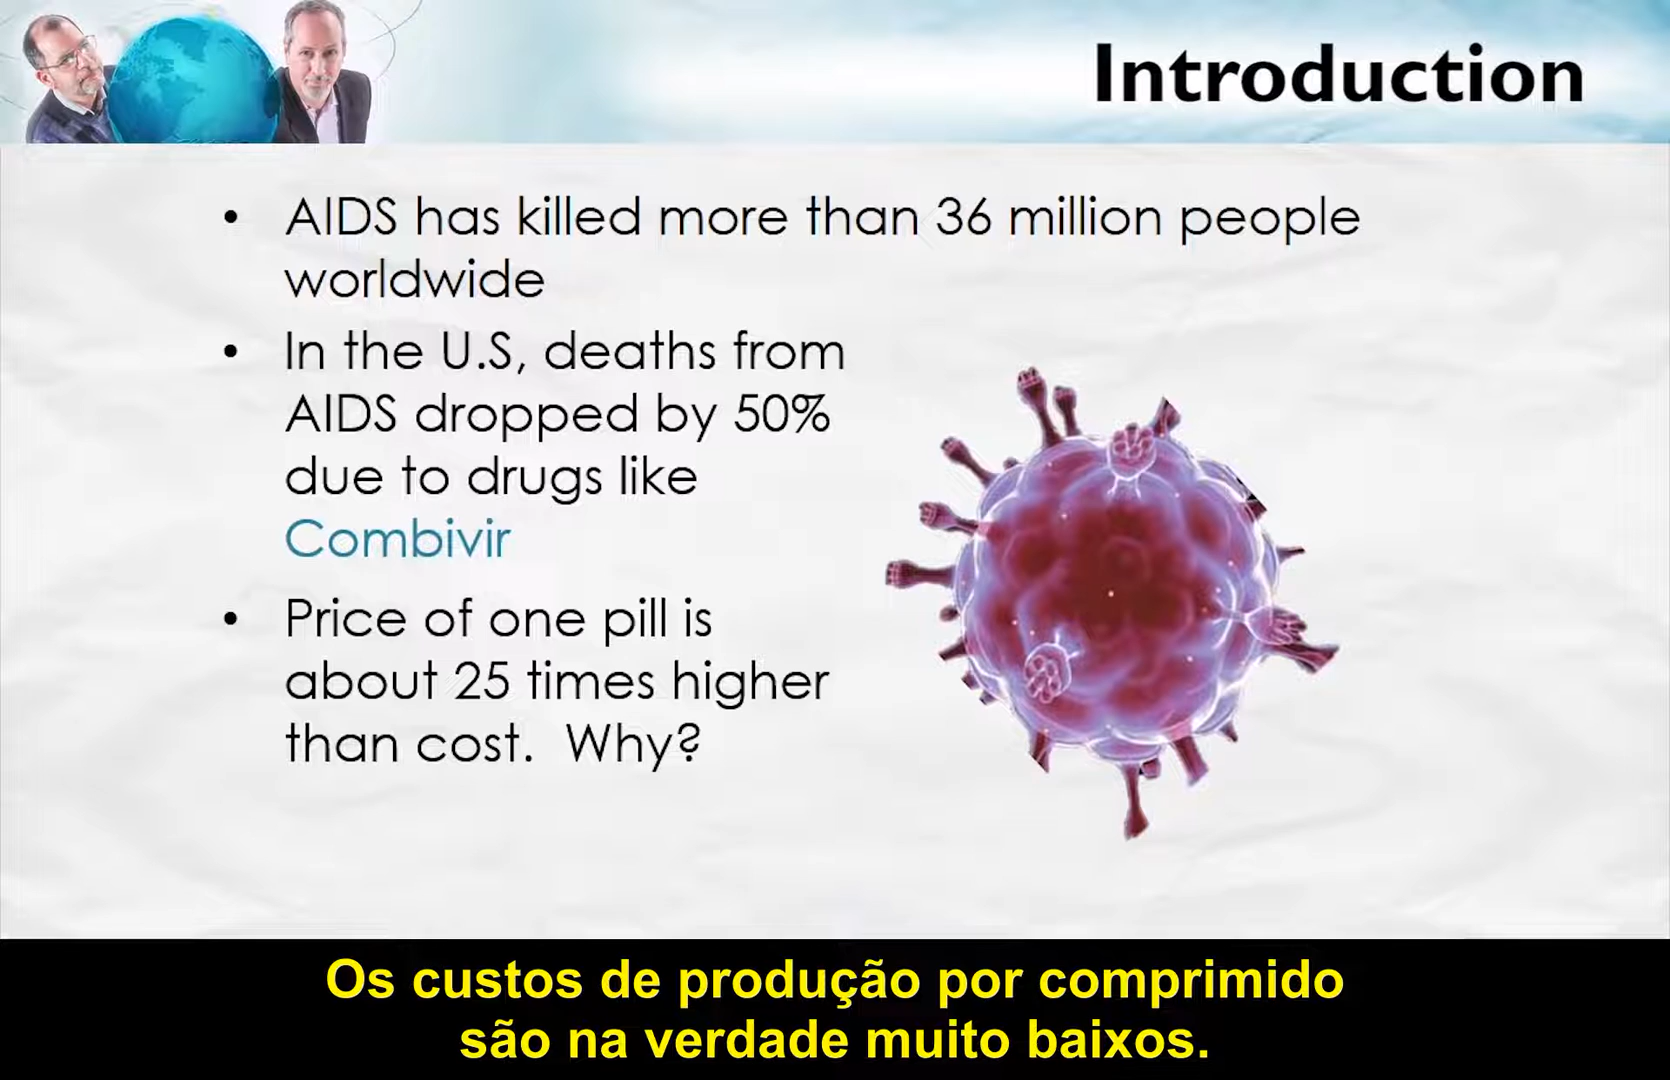 Introduction
• AIDS has killed more than 36 million people
worldwide
• In the U.S, deaths from
AIDS dropped by 50%
due to drugs like
Combivir
• Price of one pill is
about 25 times higher
than cost. Why?
Os custos de produção por comprimido
são na verdade muito baixos.